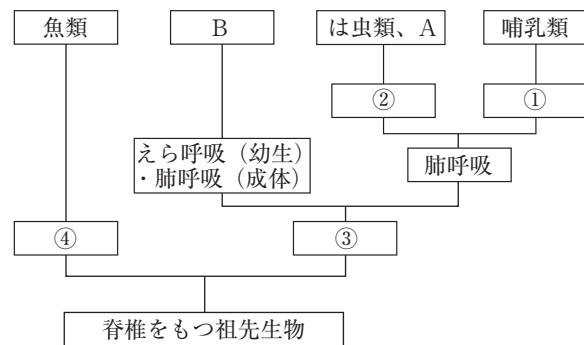 魚類
B
は虫類、A
哺乳類
②
①
えら呼吸（幼生）
・肺呼吸（成体）
肺呼吸
④
③
脊椎をもつ祖先生物